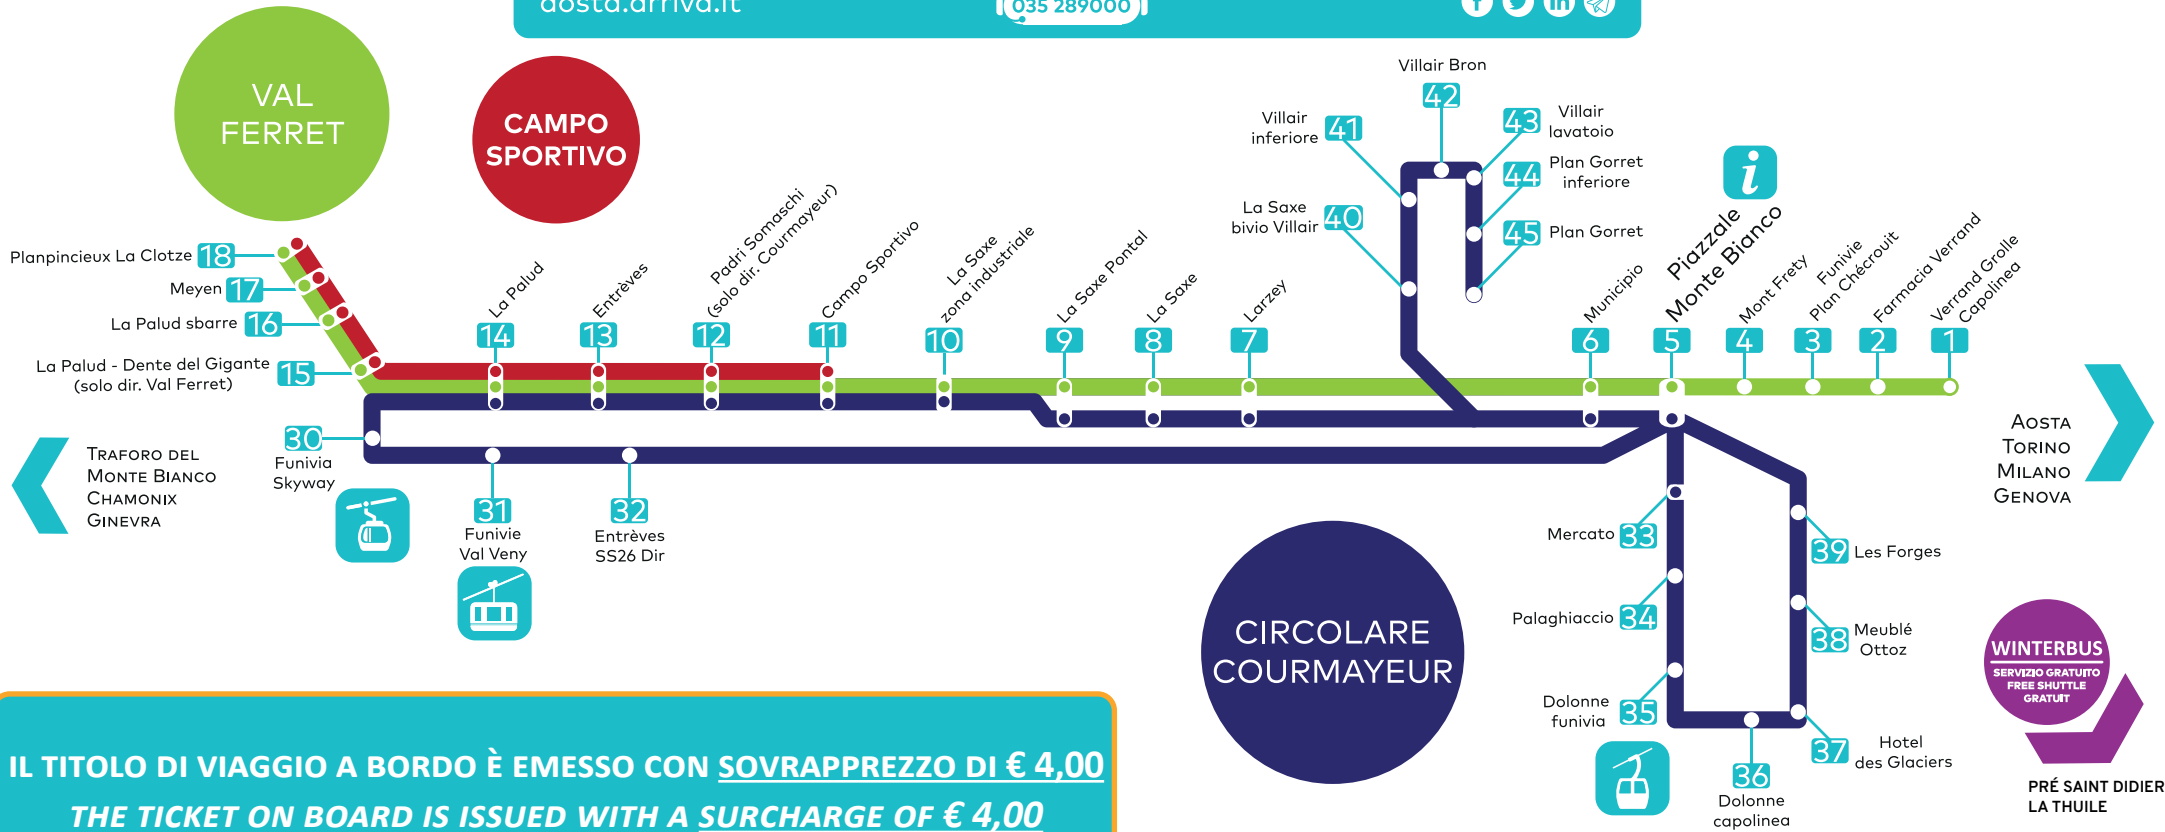 aosta.arriva.it
035 289000
VAL
FERRET
CAMPO
SPORTIVO
Planpincieux La Clotze 18
Meyen 17
La Palud sbarre 16
La Palud - Dente del Gigante
(solo dir. Val Ferret)
15
La Palud
14
Entrèves
13
Padri Somaschi
(solo dir. Courmayeur)
12
Campo Sportivo
11
La Saxe
zona industriale
10
La Saxe Pontal
9
La Saxe
8
Larzey
7
Villair
inferiore
41
La Saxe
bivio Villair
40
Villair Bron
42
43
Villair
lavatoio
44
Plan Gorret
inferiore
45 Plan Gorret
Municipio
6
i
Piazzale
Monte Bianco
5
Mont Frety
4
Funivie
Plan Chécrouit
3
Farmacia Verrand
2
Verrand Grolle
Capolinea
1
TRAFORO DEL
MONTE BIANCO
CHAMONIX
GINEVRA
30
Funivia
Skyway
31
Funivie
Val Veny
32
Entrèves
SS26 Dir
AOSTA
TORINO
MILANO
GENOVA
Mercato 33
Palaghiaccio 34
Dolonne
funivia
35
36
Dolonne
capolinea
37
Hotel
des Glaciers
38
Meublé
Ottoz
39 Les Forges
CIRCOLARE
COURMAYEUR
WINTERBUS
SERVIZIO GRATUITO
FREE SHUTTLE
GRATUIT
PRÉ SAINT DIDIER
LA THUILE
IL TITOLO DI VIAGGIO A BORDO È EMESSO CON SOVRAPPREZZO DI € 4,00
THE TICKET ON BOARD IS ISSUED WITH A SURCHARGE OF € 4,00